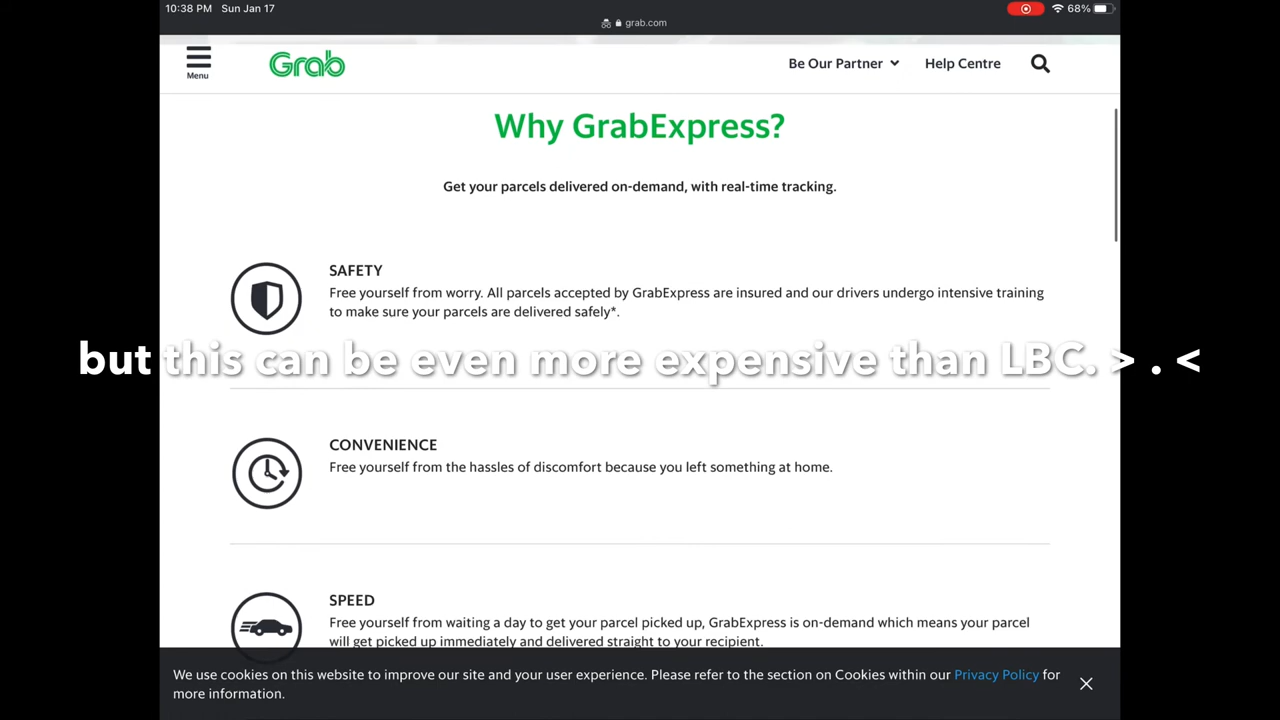 10:38 PM Sun Jan 17
68%
grab.com
Menu
Grab
Be Our Partner
Help Centre
Why GrabExpress?
Get your parcels delivered on-demand, with real-time tracking.
SAFETY
Free yourself from worry. All parcels accepted by GrabExpress are insured and our drivers undergo intensive training
to make sure your parcels are delivered safely*.
but this can be even more expensive than LBC. > . <
CONVENIENCE
Free yourself from the hassles of discomfort because you left something at home.
SPEED
Free yourself from waiting a day to get your parcel picked up, GrabExpress is on-demand which means your parcel
will get picked up immediately and delivered straight to your recipient.
We use cookies on this website to improve our site and your user experience. Please refer to the section on Cookies within our Privacy Policy for
more information.